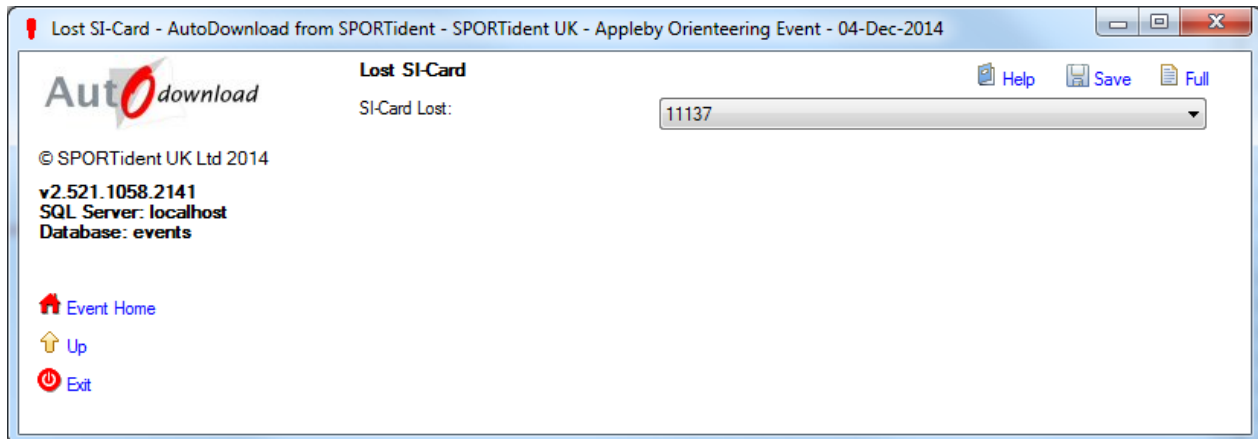 Lost SI-Card - AutoDownload from SPORTident - SPORTident UK - Appleby Orienteering Event - 04-Dec-2014
AutOdownload
Lost SI-Card
Help
Save
Full
SI-Card Lost:
11137
© SPORTident UK Ltd 2014
v2.521.1058.2141
SQL Server: localhost
Database: events
Event Home
Up
Exit